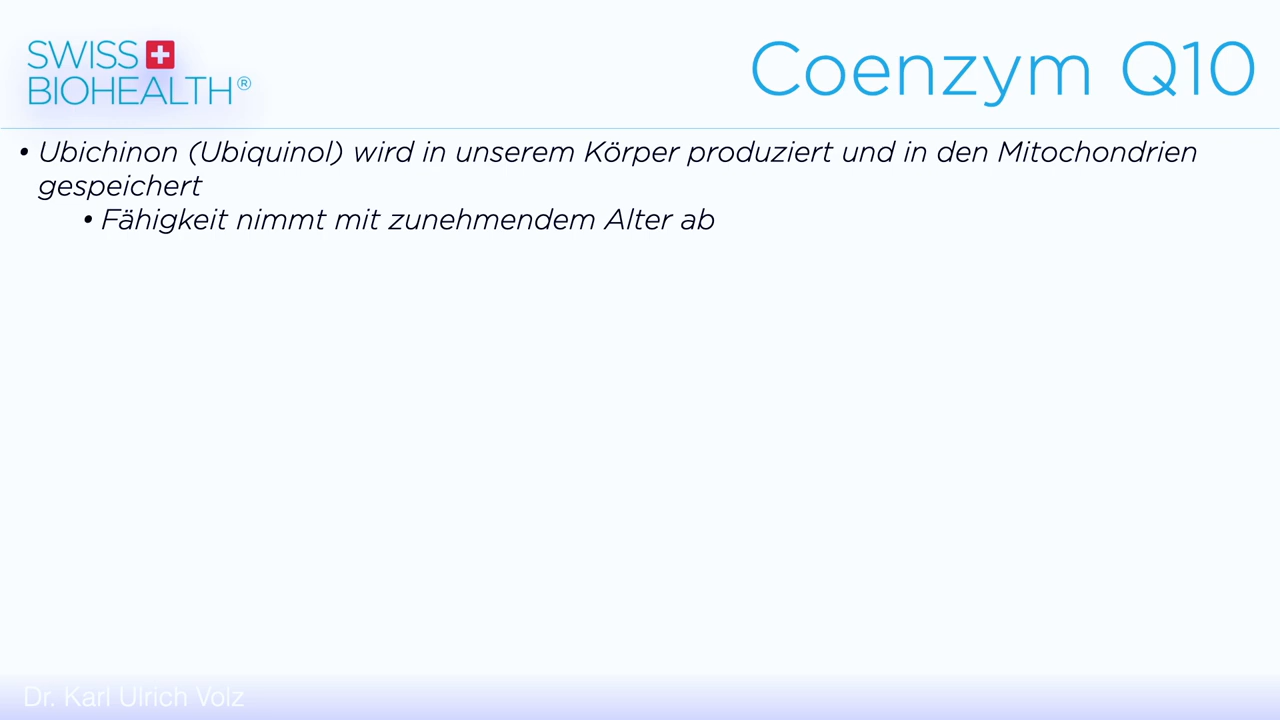 SWISS
BIOHEALTH®
Coenzym Q10
• Ubichinon (Ubiquinol) wird in unserem Körper produziert und in den Mitochondrien
gespeichert
• Fähigkeit nimmt mit zunehmendem Alter ab
Dr. Karl Ulrich Volz